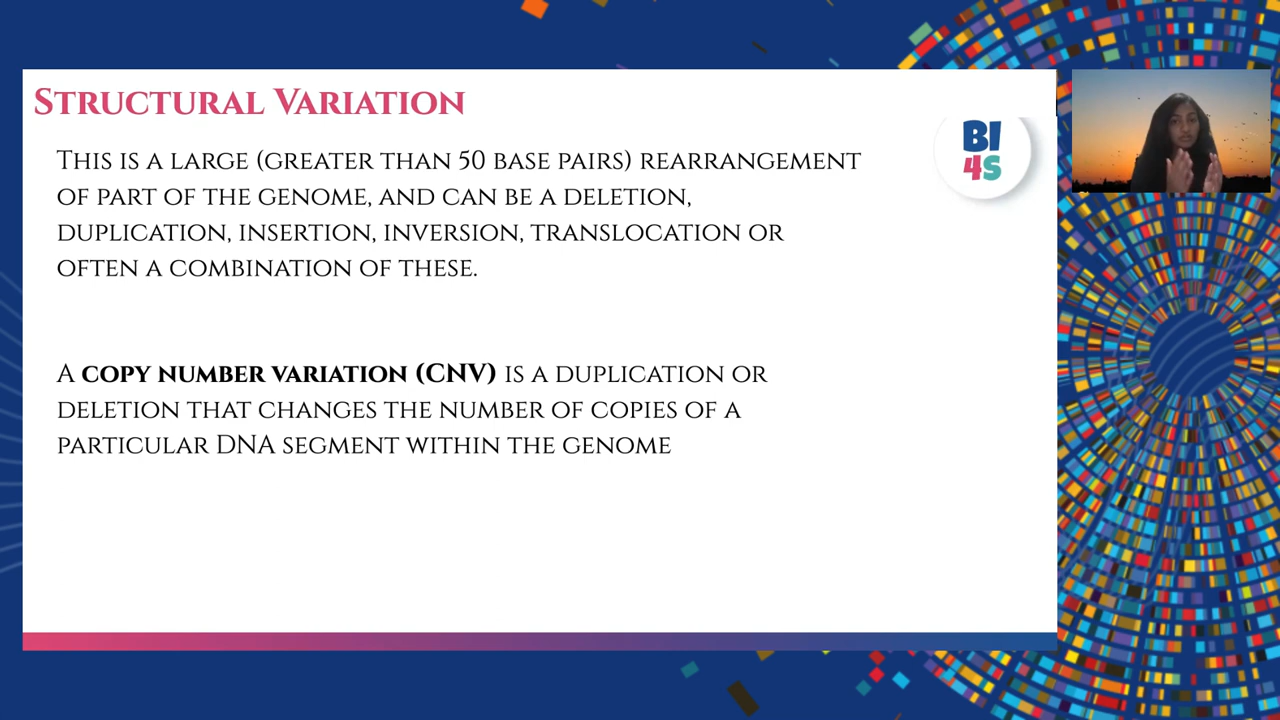 Structural Variation
This is a large (greater than 50 base pairs) rearrangement
of part of the genome, and can be a deletion,
duplication, insertion, inversion, translocation or
often a combination of these.
A copy number variation (CNV) is a duplication or
deletion that changes the number of copies of a
particular DNA segment within the genome
BI
4S